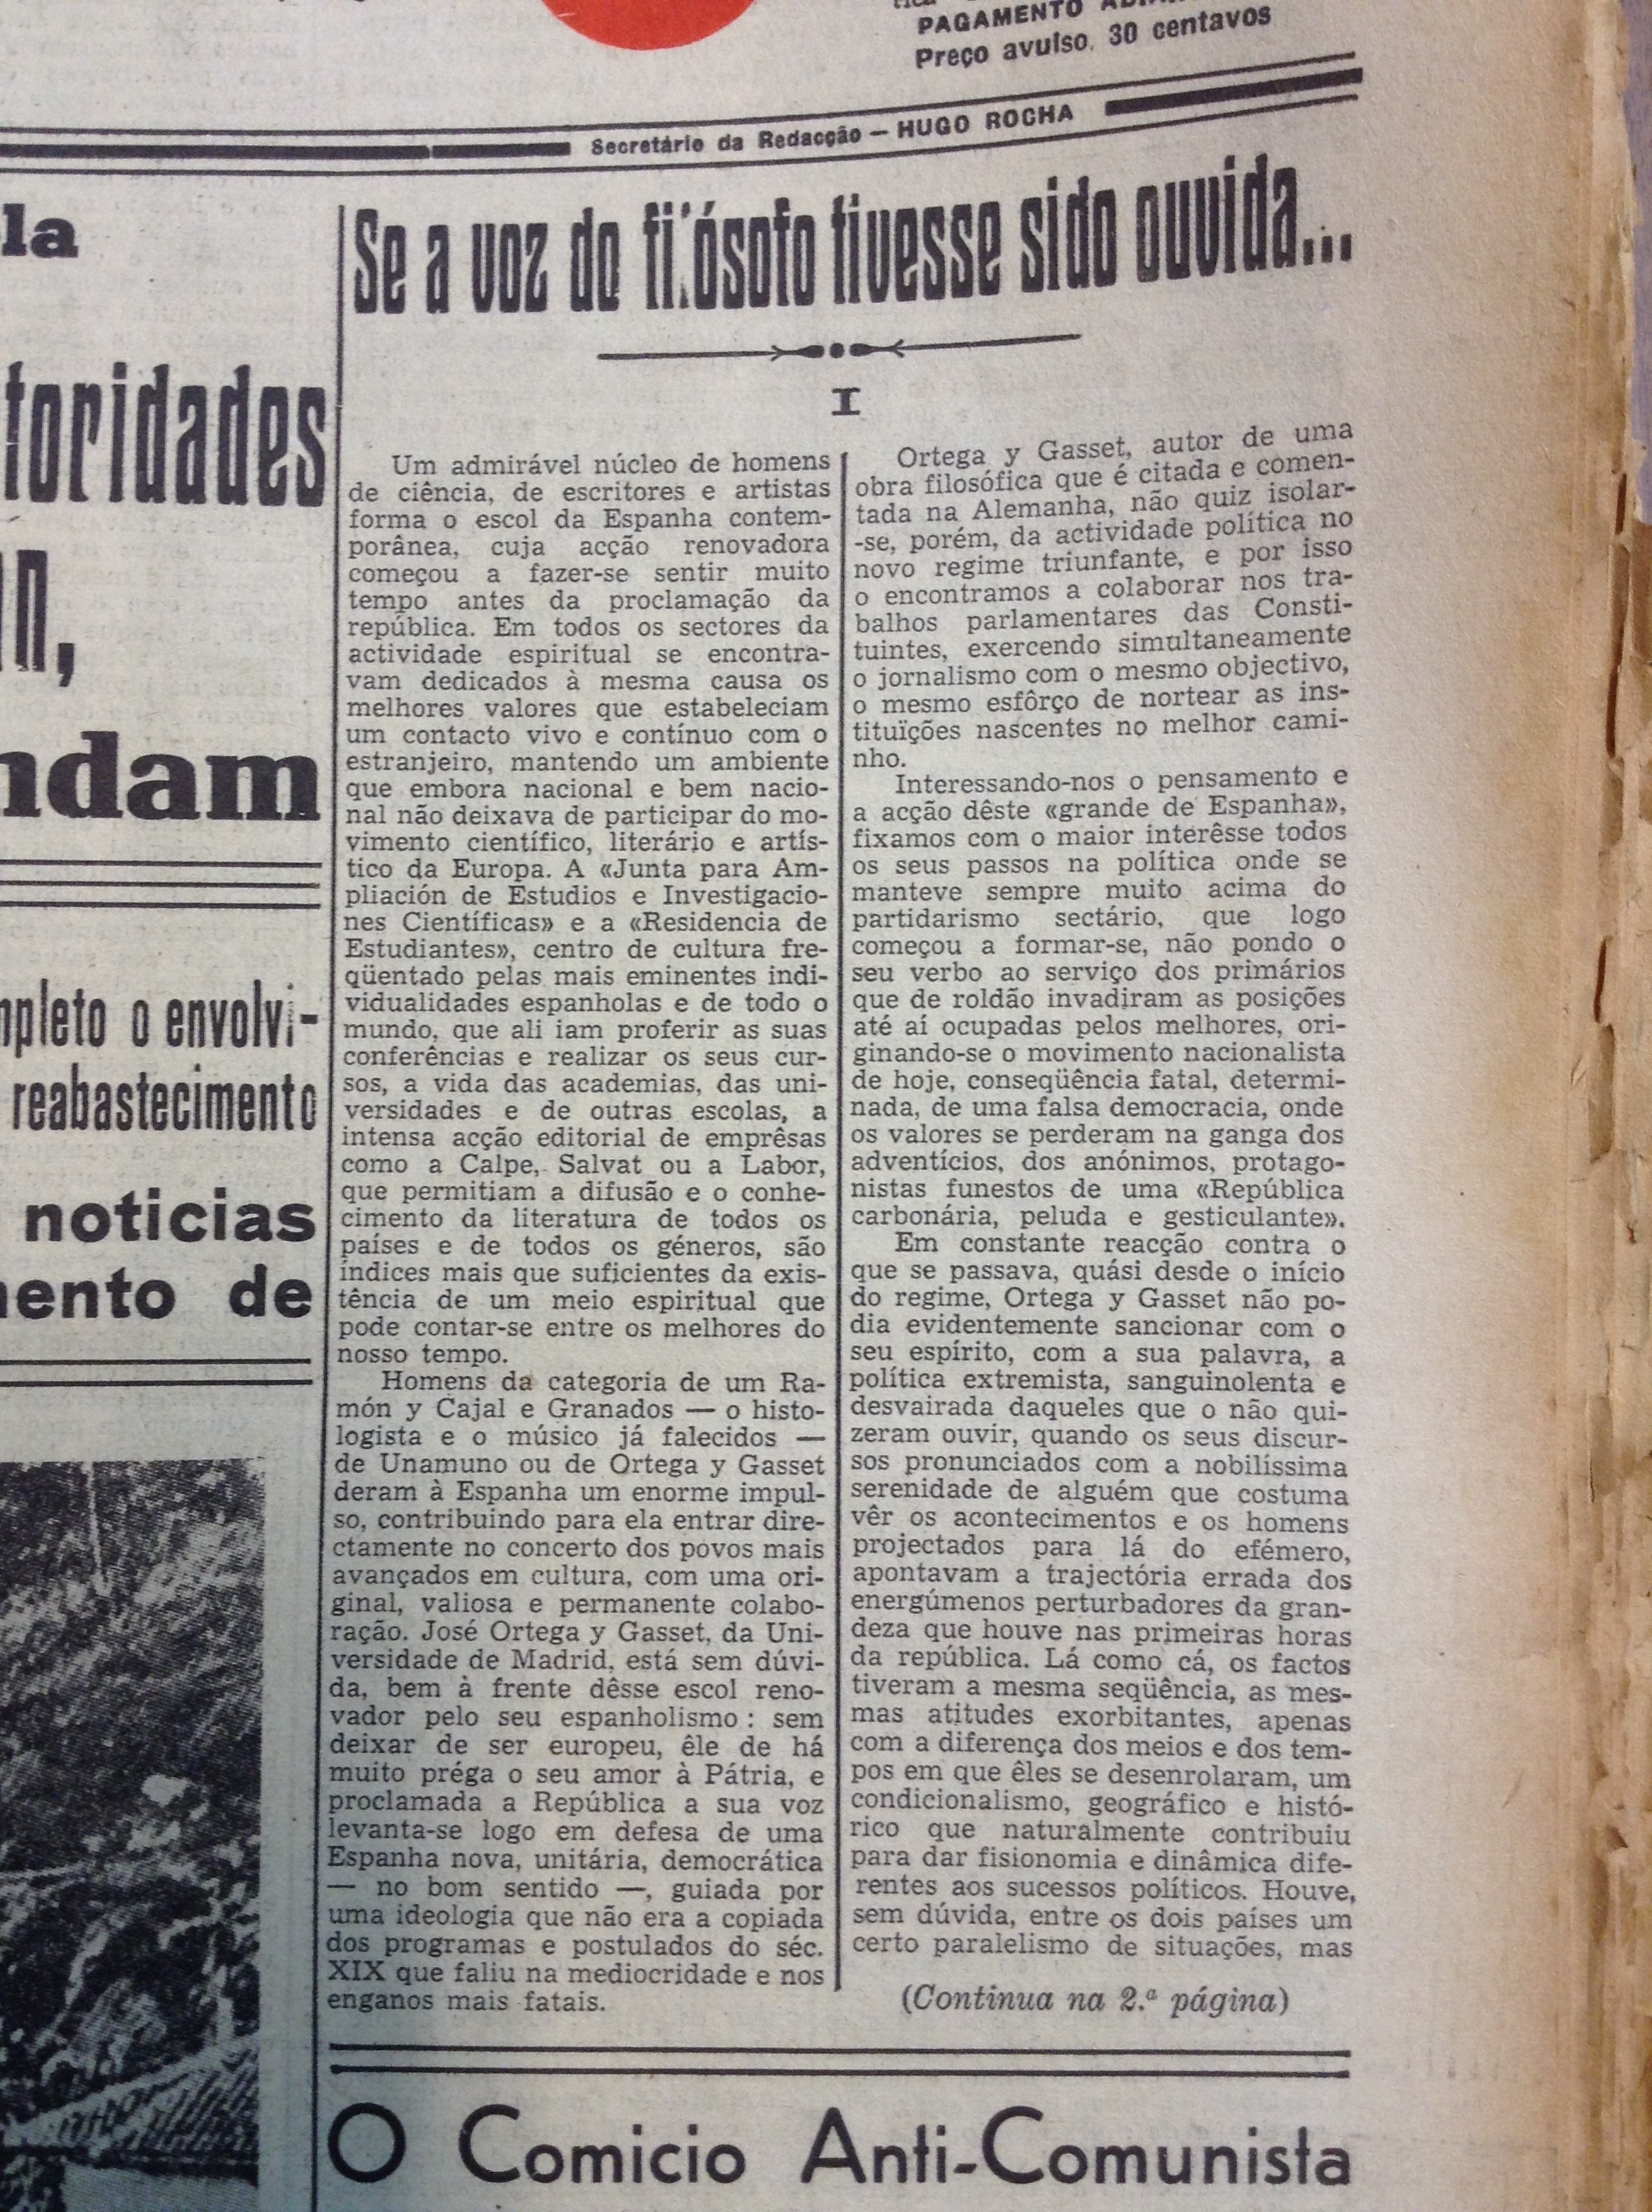 PAGAMENTO
Preço avulso, 30 centavos
Secretário da Redacção — HUGO ROCHA
la
toridades
n,
ndam
mpleto o envolvi-
reabastecimento
noticias
mento de
Se a voz do filósofo tivesse sido ouvida...
I
Um admirável núcleo de homens
de ciência, de escritores e artistas
forma o escol da Espanha contem-
porânea, cuja acção renovadora
começou a fazer-se sentir muito
tempo antes da proclamação da
república. Em todos os sectores da
actividade espiritual se encontra-
vam dedicados à mesma causa os
melhores valores que estabeleciam
um contacto vivo e contínuo com o
estranjeiro, mantendo um ambiente
que embora nacional e bem nacio-
nal não deixava de participar do mo-
vimento científico, literário e artís-
tico da Europa. A «Junta para Am-
pliación de Estudios e Investigacio-
nes Científicas» e a «Residencia de
Estudiantes», centro de cultura fre-
qüentado pelas mais eminentes indi-
vidualidades espanholas e de todo o
mundo, que ali iam proferir as suas
conferências e realizar os seus cur-
sos, a vida das academias, das uni-
versidades e de outras escolas, a
intensa acção editorial de emprêsas
como a Calpe, Salvat ou a Labor,
que permitiam a difusão e o conhe-
cimento da literatura de todos os
países e de todos os géneros, são
índices mais que suficientes da exis-
tência de um meio espiritual que
pode contar-se entre os melhores do
nosso tempo.
Homens da categoria de um Ra-
món y Cajal e Granados — o histo-
logista e o músico já falecidos —
de Unamuno ou de Ortega y Gasset
deram à Espanha um enorme impul-
so, contribuindo para ela entrar dire-
ctamente no concerto dos povos mais
avançados em cultura, com uma ori-
ginal, valiosa e permanente colabo-
ração. José Ortega y Gasset, da Uni-
versidade de Madrid, está sem dúvi-
da, bem à frente dêsse escol reno-
vador pelo seu espanholismo : sem
deixar de ser europeu, êle de há
muito préga o seu amor à Pátria, e
proclamada a República a sua voz
levanta-se logo em defesa de uma
Espanha nova, unitária, democrática
— no bom sentido —, guiada por
uma ideologia que não era a copiada
dos programas e postulados do séc.
XIX que faliu na mediocridade e nos
enganos mais fatais.
Ortega y Gasset, autor de uma
obra filosófica que é citada e comen-
tada na Alemanha, não quiz isolar-
-se, porém, da actividade política no
novo regime triunfante, e por isso
o encontramos a colaborar nos tra-
balhos parlamentares das Consti-
tuintes, exercendo simultaneamente
o jornalismo com o mesmo objectivo,
o mesmo esfôrço de nortear as ins-
tituïções nascentes no melhor cami-
nho.
Interessando-nos o pensamento e
a acção dêste «grande de Espanha»,
fixamos com o maior interêsse todos
os seus passos na política onde se
manteve sempre muito acima do
partidarismo sectário, que logo
começou a formar-se, não pondo o
seu verbo ao serviço dos primários
que de roldão invadiram as posições
até aí ocupadas pelos melhores, ori-
ginando-se o movimento nacionalista
de hoje, conseqüência fatal, determi-
nada, de uma falsa democracia, onde
os valores se perderam na ganga dos
adventícios, dos anónimos, protago-
nistas funestos de uma «República
carbonária, peluda e gesticulante».
Em constante reacção contra o
que se passava, quási desde o início
do regime, Ortega y Gasset não po-
dia evidentemente sancionar com o
seu espírito, com a sua palavra, a
política extremista, sanguinolenta e
desvairada daqueles que o não qui-
zeram ouvir, quando os seus discur-
sos pronunciados com a nobilíssima
serenidade de alguém que costuma
vêr os acontecimentos e os homens
projectados para lá do efémero,
apontavam a trajectória errada dos
energúmenos perturbadores da gran-
deza que houve nas primeiras horas
da república. Lá como cá, os factos
tiveram a mesma seqüência, as mes-
mas atitudes exorbitantes, apenas
com a diferença dos meios e dos tem-
pos em que êles se desenrolaram, um
condicionalismo, geográfico e histó-
rico que naturalmente contribuiu
para dar fisionomia e dinâmica dife-
rentes aos sucessos políticos. Houve,
sem dúvida, entre os dois países um
certo paralelismo de situações, mas
(Continua na 2.ª página)
O Comicio Anti-Comunista